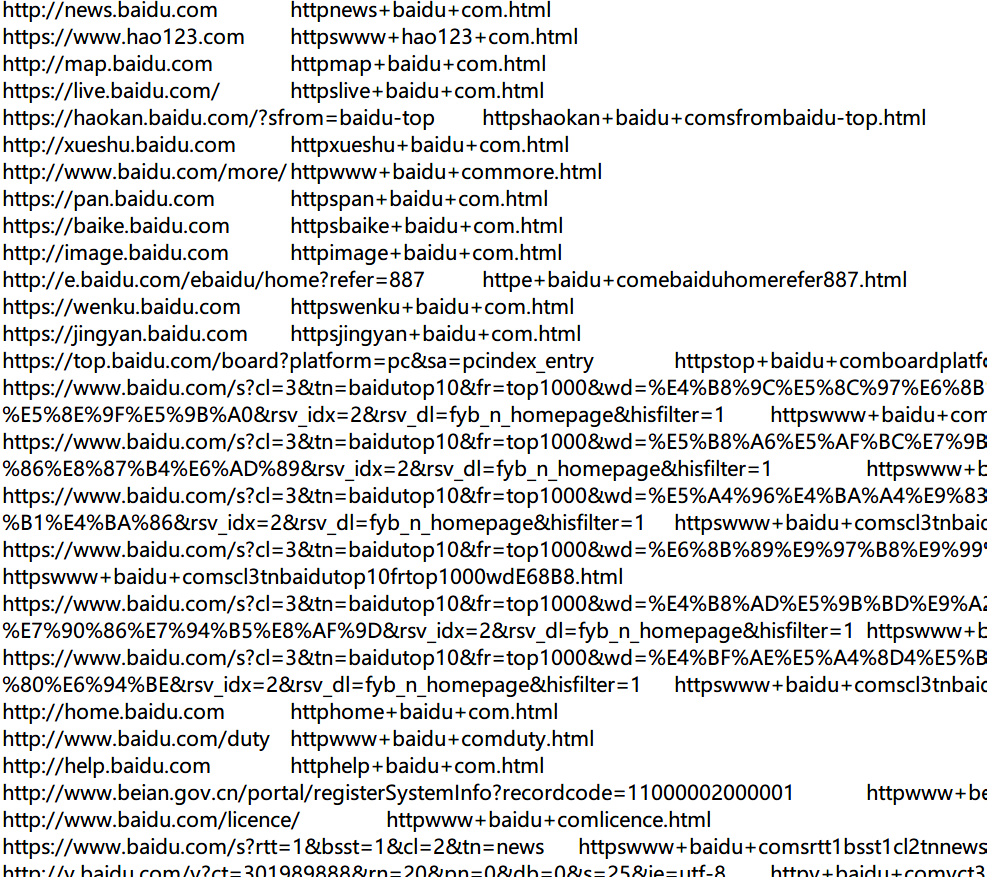 http://news.baidu.com httpnews+baidu+com.html
https://www.hao123.com httpswww+hao123+com.html
http://map.baidu.com httpmap+baidu+com.html
https://live.baidu.com/ httpslive+baidu+com.html
https://haokan.baidu.com/?sfrom=baidu-top httpshaokan+baidu+comsfrombaidu-top.html
http://xueshu.baidu.com httpxueshu+baidu+com.html
http://www.baidu.com/more/ httpwww+baidu+commore.html
https://pan.baidu.com httpspan+baidu+com.html
https://baike.baidu.com httpsbaike+baidu+com.html
http://image.baidu.com httpimage+baidu+com.html
http://e.baidu.com/ebaidu/home?refer=887 httpe+baidu+comebaiduhomerefer887.html
https://wenku.baidu.com httpswenku+baidu+com.html
https://jingyan.baidu.com httpsjingyan+baidu+com.html
https://top.baidu.com/board?platform=pc&sa=pcindex_entry httpstop+baidu+comboardplatf
https://www.baidu.com/s?cl=3&tn=baidutop10&fr=top1000&wd=%E4%B8%9C%E5%8C%97%E6%8B
%E5%8E%9F%E5%9B%A0&rsv_idx=2&rsv_dl=fyb_n_homepage&hisfilter=1 httpswww+baidu+com
https://www.baidu.com/s?cl=3&tn=baidutop10&fr=top1000&wd=%E5%B8%A6%E5%AF%BC%E7%9B
%86%E8%87%B4%E6%AD%89&rsv_idx=2&rsv_dl=fyb_n_homepage&hisfilter=1 httpswww+b
https://www.baidu.com/s?cl=3&tn=baidutop10&fr=top1000&wd=%E5%A4%96%E4%BA%A4%E9%83
%B1%E4%BA%86&rsv_idx=2&rsv_dl=fyb_n_homepage&hisfilter=1 httpswww+baidu+comscl3tnbaid
https://www.baidu.com/s?cl=3&tn=baidutop10&fr=top1000&wd=%E6%8B%89%E9%97%B8%E9%99%
httpswww+baidu+comscl3tnbaidutop10frtop1000wdE68B8.html
https://www.baidu.com/s?cl=3&tn=baidutop10&fr=top1000&wd=%E4%B8%AD%E5%9B%BD%E9%A2
%E7%90%86%E7%94%B5%E8%AF%9D&rsv_idx=2&rsv_dl=fyb_n_homepage&hisfilter=1 httpswww+b
https://www.baidu.com/s?cl=3&tn=baidutop10&fr=top1000&wd=%E4%BF%AE%E5%A4%8D4%E5%B
%80%E6%94%BE&rsv_idx=2&rsv_dl=fyb_n_homepage&hisfilter=1 httpswww+baidu+comscl3tnbaid
http://home.baidu.com httphome+baidu+com.html
http://www.baidu.com/duty httpwww+baidu+comduty.html
http://help.baidu.com httphelp+baidu+com.html
http://www.beian.gov.cn/portal/registerSystemInfo?recordcode=11000002000001 httpwww+be
http://www.baidu.com/licence/ httpwww+baidu+comlicence.html
https://www.baidu.com/s?rtt=1&bsst=1&cl=2&tn=news httpswww+baidu+comsrtt1bsst1cl2tnnews
http://v.baidu.com/v?ct=301989888&rn=20&pn=0&db=0&s=25&ie=utf-8 httpv+baidu+comvct3